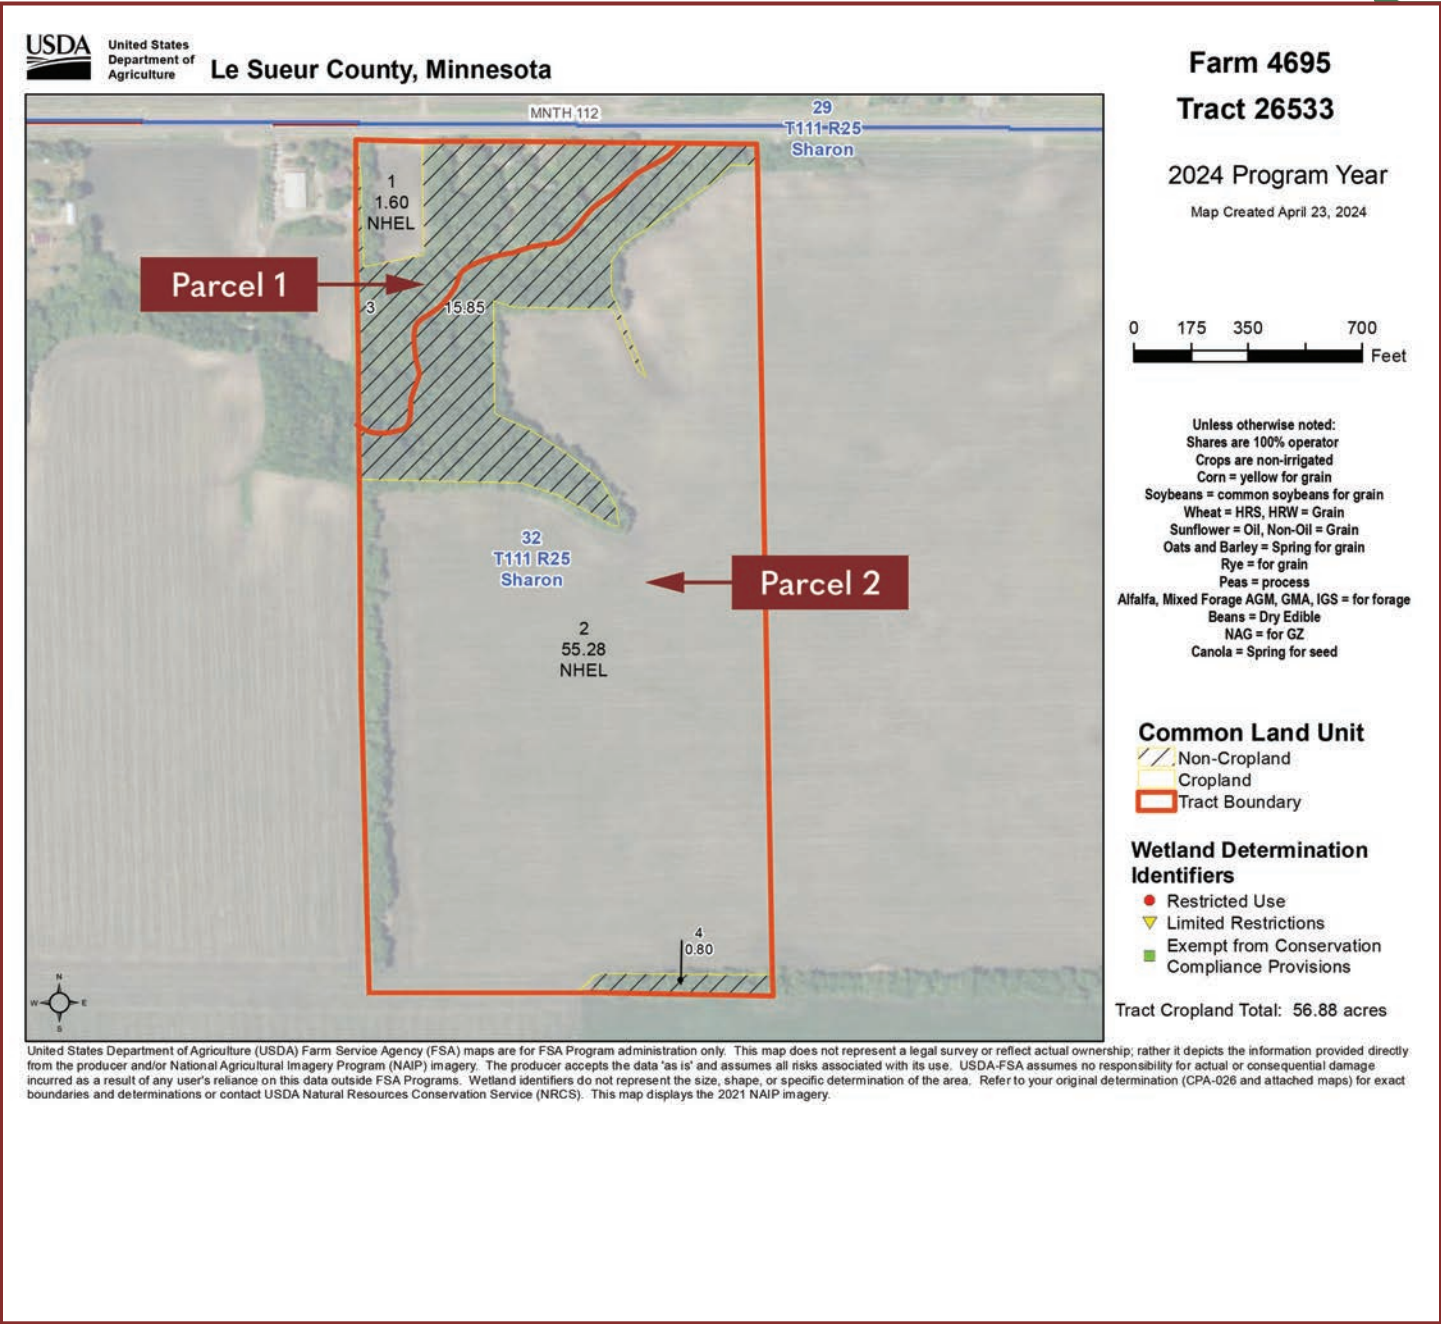 USDA
United States
Department of
Agriculture
Le Sueur County, Minnesota
Farm 4695
Tract 26533
2024 Program Year
Map Created April 23, 2024
MNTH 112
29
T111 R25
Sharon
1
1.60
NHEL
Parcel 1
3
15.85
32
T111 R25
Sharon
Parcel 2
2
55.28
NHEL
4
0.80
N
W
E
S
0 175 350 700
Feet
Unless otherwise noted:
Shares are 100% operator
Crops are non-irrigated
Corn = yellow for grain
Soybeans = common soybeans for grain
Wheat = HRS, HRW = Grain
Sunflower = Oil, Non-Oil = Grain
Oats and Barley = Spring for grain
Rye = for grain
Peas = process
Alfalfa, Mixed Forage AGM, GMA, IGS = for forage
Beans = Dry Edible
NAG = for GZ
Canola = Spring for seed
Common Land Unit
Non-Cropland
Cropland
Tract Boundary
Wetland Determination
Identifiers
Restricted Use
Limited Restrictions
Exempt from Conservation
Compliance Provisions
Tract Cropland Total: 56.88 acres
United States Department of Agriculture (USDA) Farm Service Agency (FSA) maps are for FSA Program administration only. This map does not represent a legal survey or reflect actual ownership; rather it depicts the information provided directly
from the producer and/or National Agricultural Imagery Program (NAIP) imagery. The producer accepts the data 'as is' and assumes all risks associated with its use. USDA-FSA assumes no responsibility for actual or consequential damage
incurred as a result of any user's reliance on this data outside FSA Programs. Wetland identifiers do not represent the size, shape, or specific determination of the area. Refer to your original determination (CPA-026 and attached maps) for exact
boundaries and determinations or contact USDA Natural Resources Conservation Service (NRCS). This map displays the 2021 NAIP imagery.